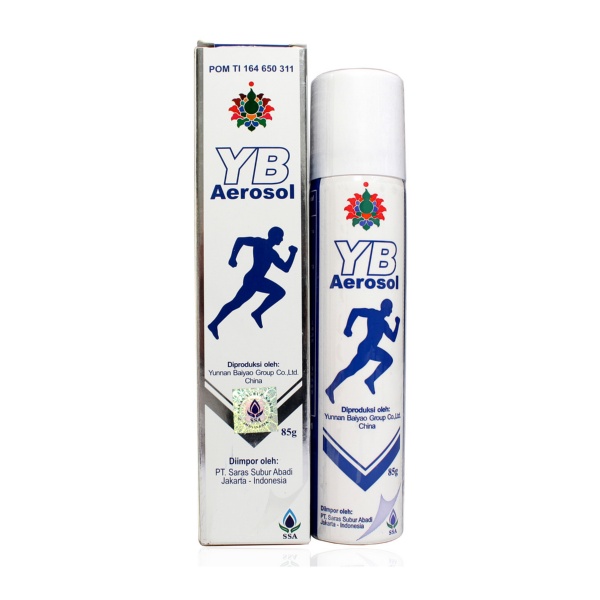 POM TI 164 650 311
YB
Aerosol
Diproduksi oleh:
Yunnan Baiyao Group Co.,Ltd.
China
SSA
85g
Diimpor oleh:
PT. Saras Subur Abadi
Jakarta - Indonesia
SSA
YB
Aerosol
Diproduksi oleh:
Yunnan Baiyao Group Co,Ltd.
China
85g
Diimpor oleh:
PT. Saras Subur Abadi
Jakarta - Indonesia
SSA